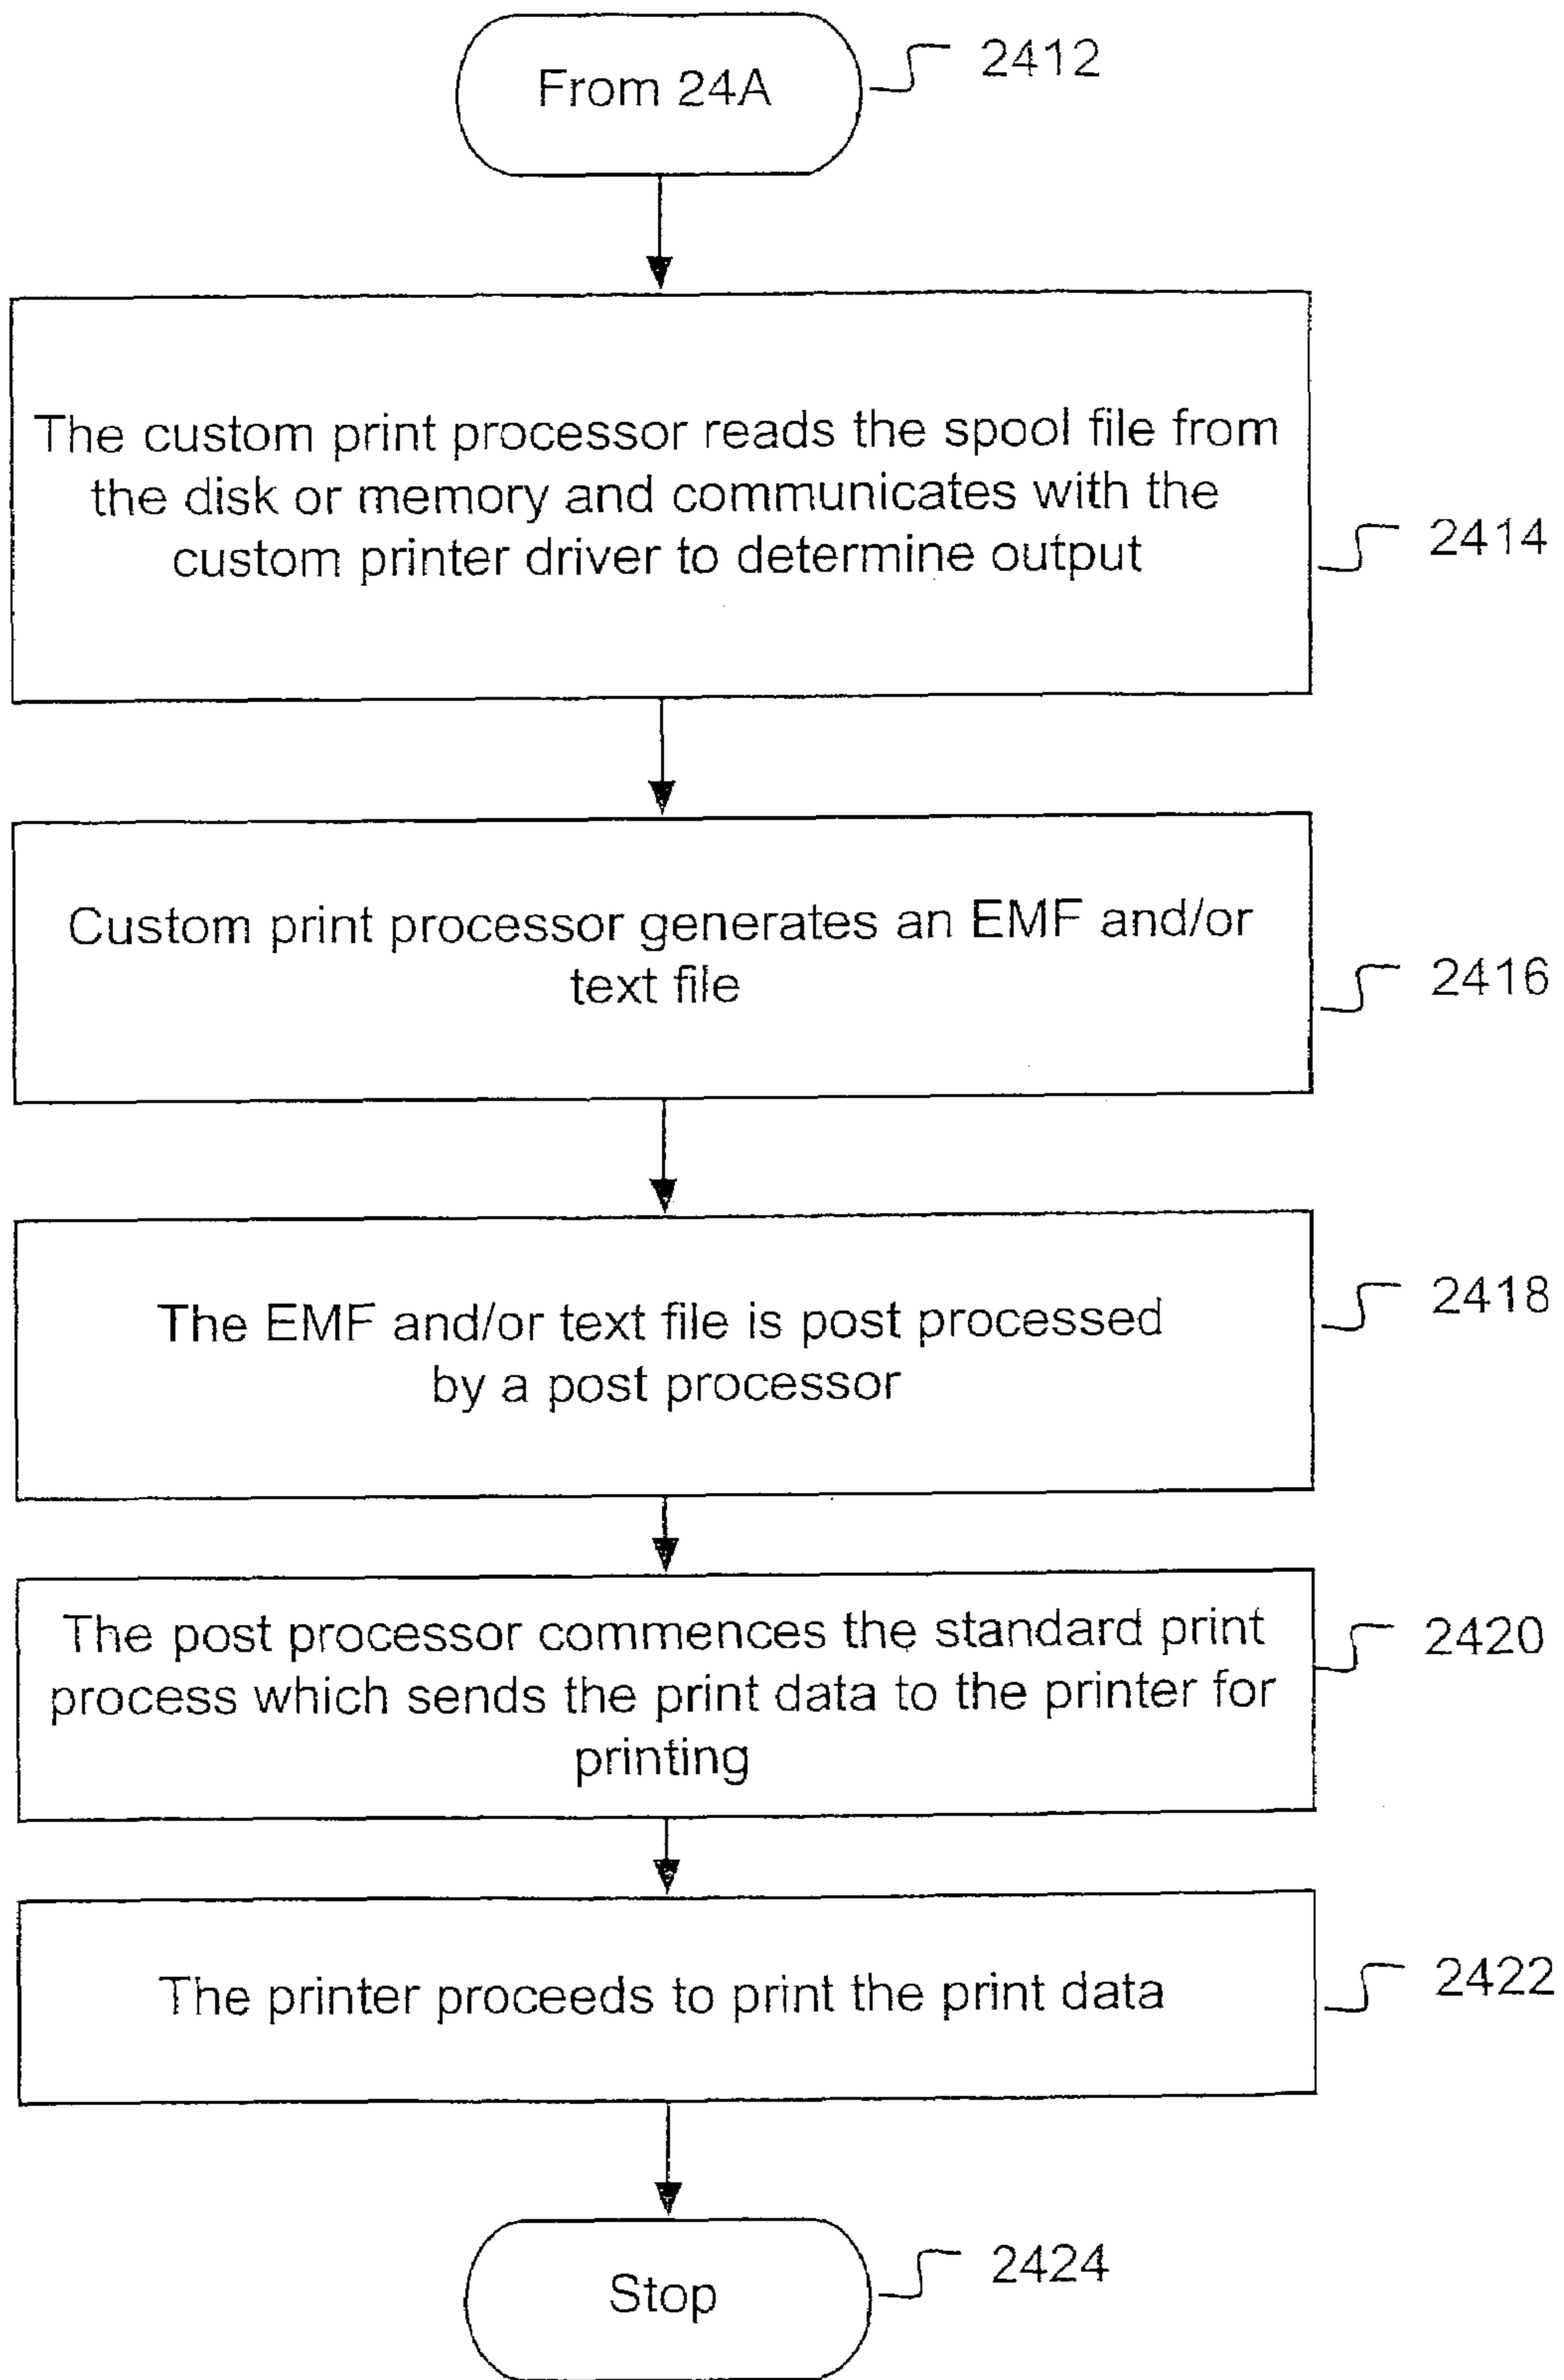 From 24A
2412
The custom print processor reads the spool file from
the disk or memory and communicates with the
custom printer driver to determine output
2414
Custom print processor generates an EMF and/or
text file
2416
The EMF and/or text file is post processed
by a post processor
2418
The post processor commences the standard print
process which sends the print data to the printer for
printing
2420
The printer proceeds to print the print data
2422
Stop
2424